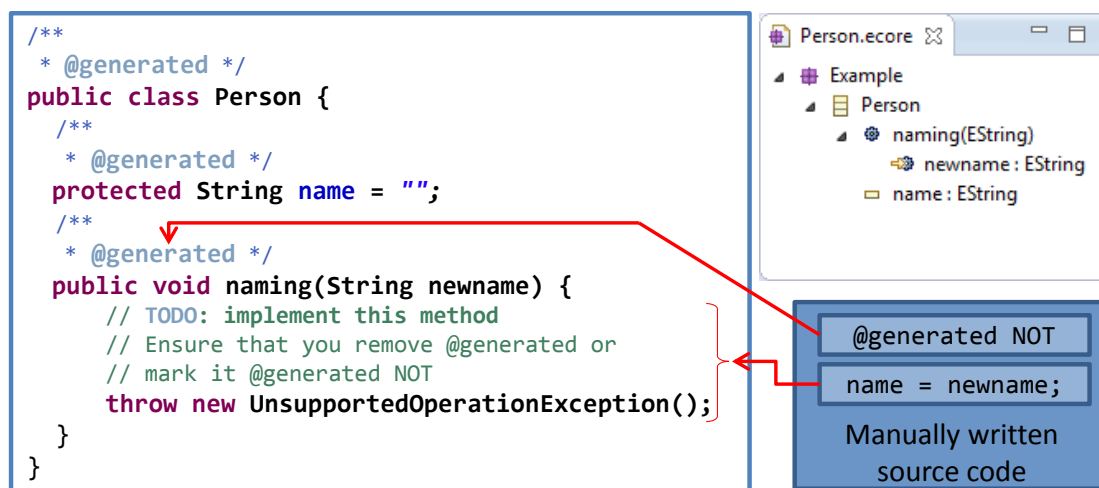 /**
* @generated */
public class Person {
/**
* @generated */
protected String name = "";
/**
* @generated */
public void naming(String newname) {
// TODO: implement this method
// Ensure that you remove @generated or
// mark it @generated NOT
throw new UnsupportedOperationException();
}
}
Person.ecore
Example
Person
naming(EString)
newname : EString
name : EString
@generated NOT
name = newname;
Manually written
source code